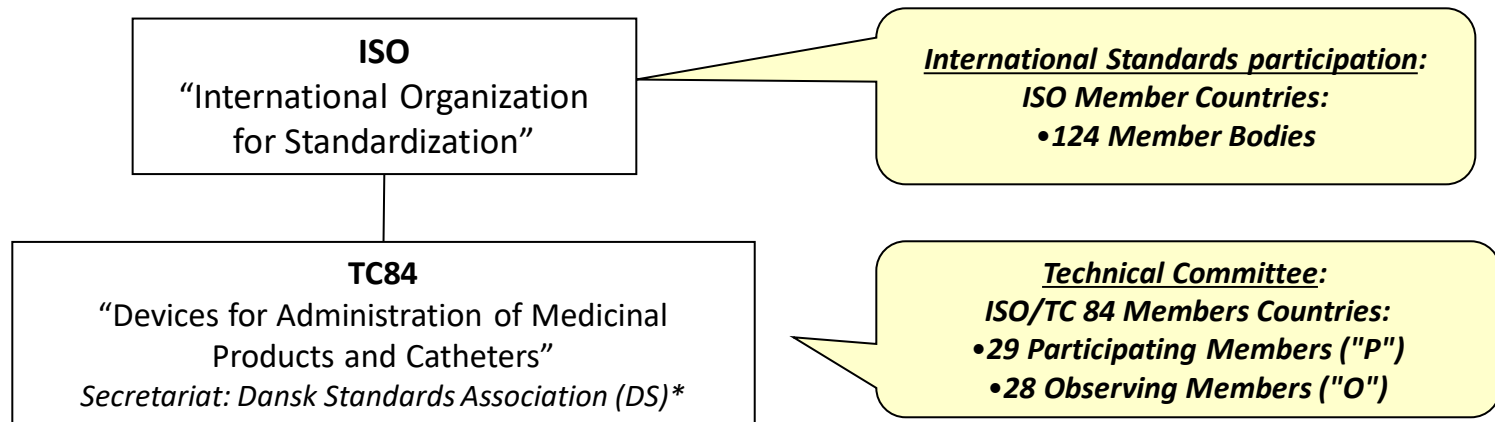 ISO
“International Organization
for Standardization”
International Standards participation:
ISO Member Countries:
•124 Member Bodies
TC84
“Devices for Administration of Medicinal
Products and Catheters”
Secretariat: Dansk Standards Association (DS)*
Technical Committee:
ISO/TC 84 Members Countries:
•29 Participating Members ("P")
•28 Observing Members ("O")